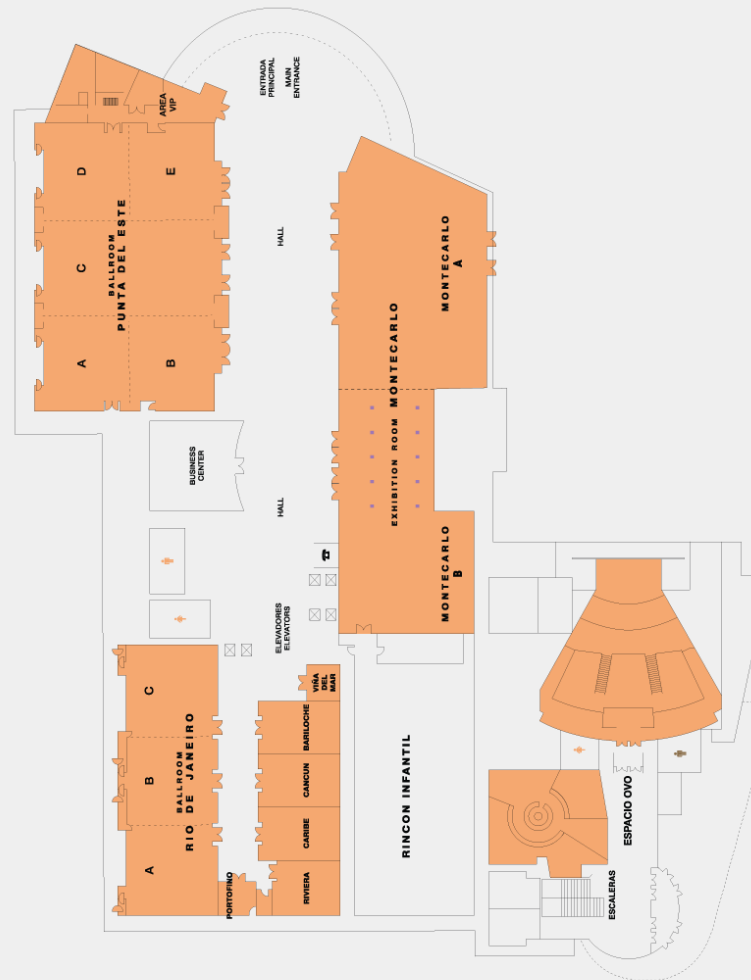 ENTRADA
PRINCIPAL
MAIN
ENTRANCE
AREA
VIP
D
E
C
BALLROOM
PUNTA DEL ESTE
A
B
HALL
MONTECARLO
A
EXHIBITION ROOM MONTECARLO
MONTECARLO
B
BUSINESS
CENTER
HALL
ELEVADORES
ELEVATORS
C
B
A
BALLROOM
RIO DE JANEIRO
VIÑA
DEL
MAR
BARILOCHE
CANCUN
CARIBE
RIVIERA
PORTOFINO
RINCON INFANTIL
ESPACIO OVO
ESCALERAS